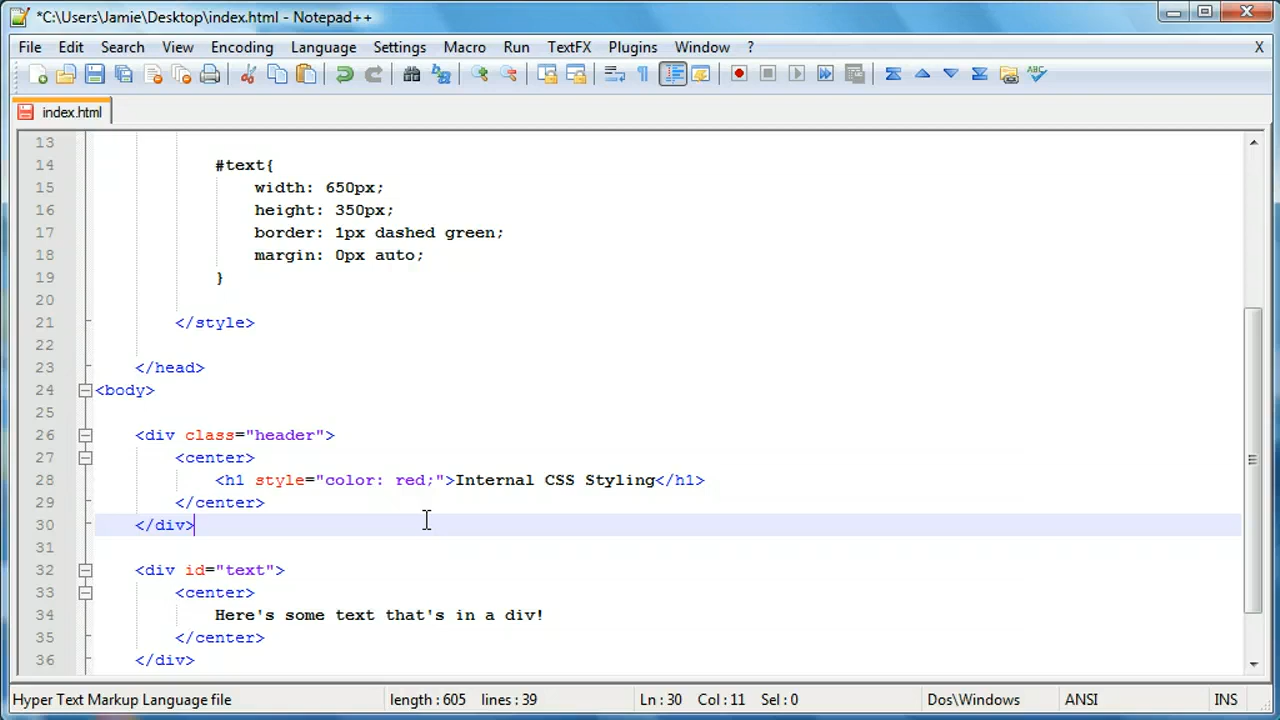 *C:\Users\Jamie\Desktop\index.html - Notepad++
File Edit Search View Encoding Language Settings Macro Run TextFX Plugins Window ? X
ABC
index.html
13
14 #text{
15 width: 650px;
16 height: 350px;
17 border: 1px dashed green;
18 margin: 0px auto;
19 }
20
21 </style>
22
23 </head>
24 <body>
25
26 <div class="header">
27 <center>
28 <h1 style="color: red;">Internal CSS Styling</h1>
29 </center>
30 </div>
31
32 <div id="text">
33 <center>
34 Here's some text that's in a div!
35 </center>
36 </div>
Hyper Text Markup Language file length : 605 lines : 39 Ln : 30 Col : 11 Sel : 0 Dos\Windows ANSI INS